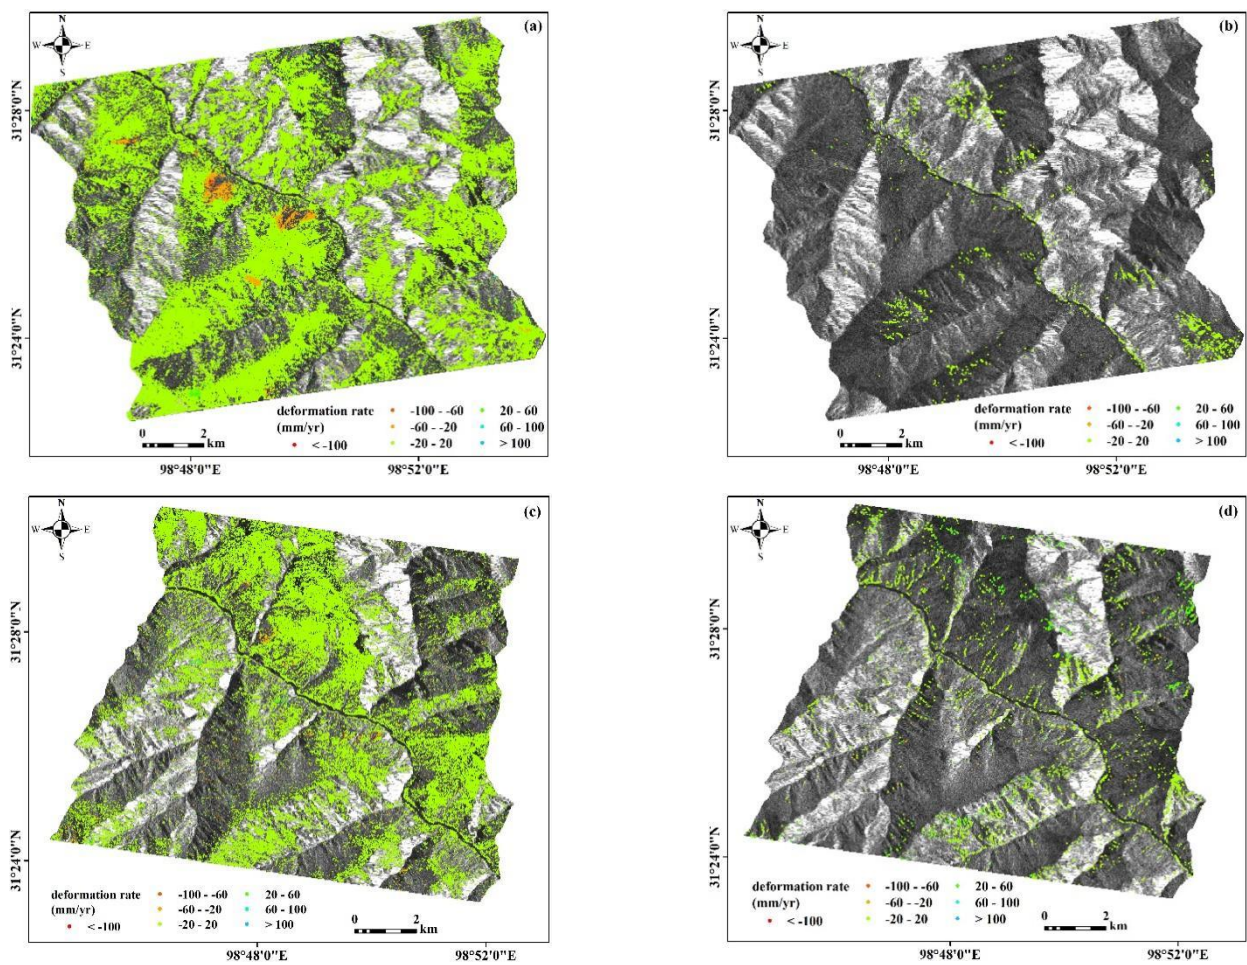 (a)
N
W E
S
31°28'0"N
31°24'0"N
deformation rate
(mm/yr)
< -100
-100 - -60
-60 - -20
-20 - 20
20 - 60
60 - 100
> 100
0 2
km
98°48'0"E 98°52'0"E
(b)
N
W E
S
31°28'0"N
31°24'0"N
deformation rate
(mm/yr)
< -100
-100 - -60
-60 - -20
-20 - 20
20 - 60
60 - 100
> 100
0 2
km
98°48'0"E 98°52'0"E
(c)
N
W E
S
31°28'0"N
31°24'0"N
deformation rate
(mm/yr)
< -100
-100 - -60
-60 - -20
-20 - 20
20 - 60
60 - 100
> 100
0 2
km
98°48'0"E 98°52'0"E
(d)
N
W E
S
31°28'0"N
31°24'0"N
deformation rate
(mm/yr)
< -100
-100 - -60
-60 - -20
-20 - 20
20 - 60
60 - 100
> 100
0 2
km
98°48'0"E 98°52'0"E